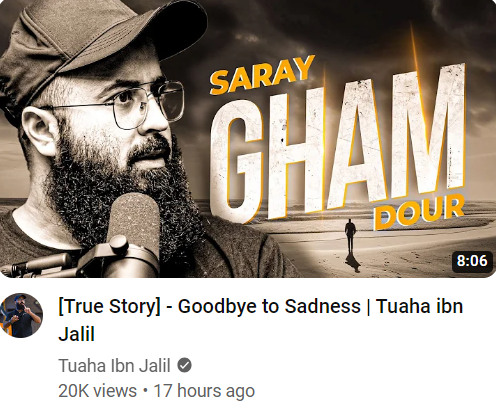 SARAY
GHAM
DOUR
8:06
[True Story] - Goodbye to Sadness | Tuaha ibn
Jalil
Tuaha Ibn Jalil
20K views • 17 hours ago